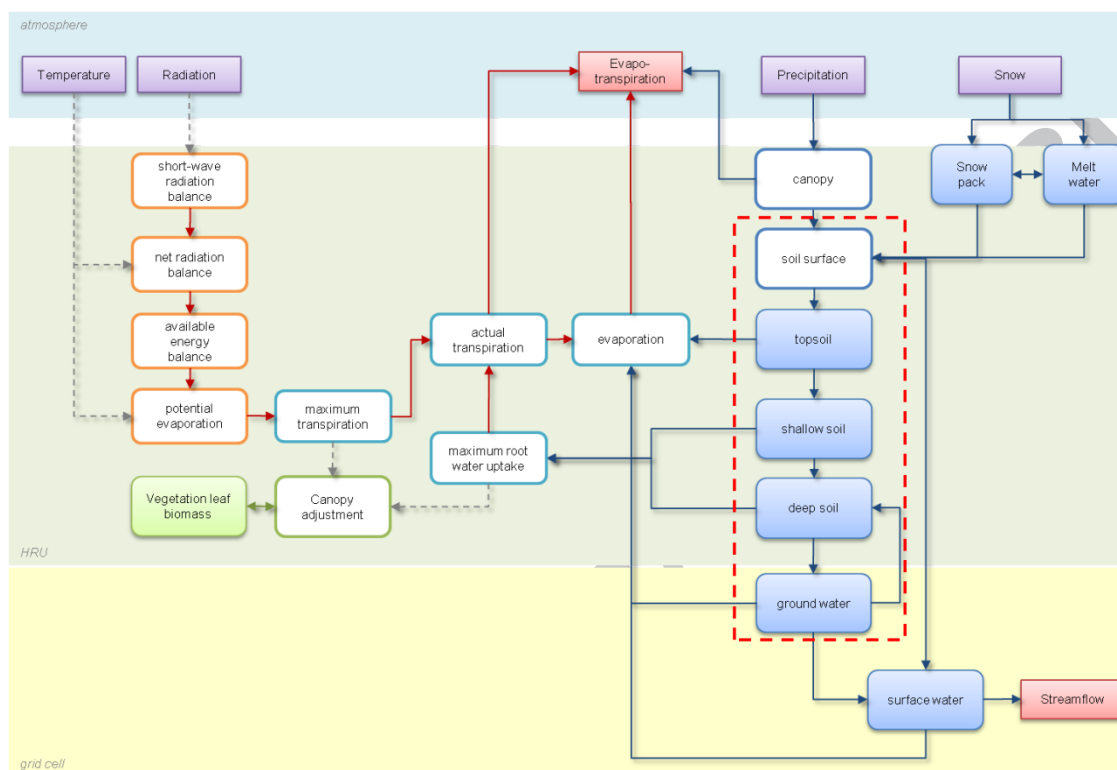 atmosphere
Temperature
Radiation
Evapo-
transpiration
Precipitation
Snow
short-wave
radiation
balance
canopy
Snow
pack
Melt
water
net radiation
balance
soil surface
available
energy
balance
actual
transpiration
evaporation
topsoil
potential
evaporation
maximum
transpiration
shallow soil
maximum root
water uptake
Vegetation leaf
biomass
Canopy
adjustment
deep soil
HRU
ground water
surface water
Streamflow
grid cell